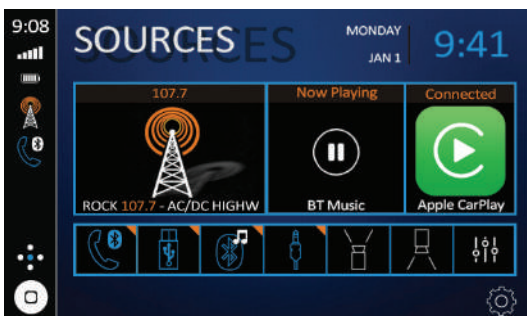 9:08
SOURCES
MONDAY
JAN 1
9:41
107.7
Now Playing
Connected
ROCK 107.7 - AC/DC HIGHW
BT Music
Apple CarPlay